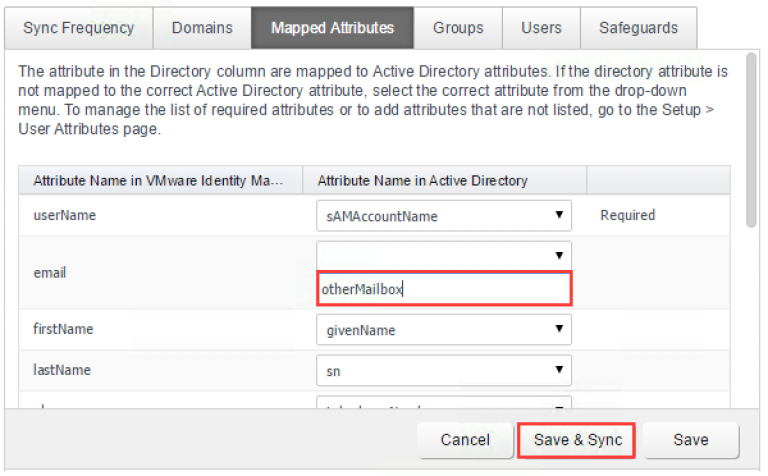 Sync Frequency Domains Mapped Attributes Groups Users Safeguards
The attribute in the Directory column are mapped to Active Directory attributes. If the directory attribute is
not mapped to the correct Active Directory attribute, select the correct attribute from the drop-down
menu. To manage the list of required attributes or to add attributes that are not listed, go to the Setup >
User Attributes page.
Attribute Name in VMware Identity Ma... Attribute Name in Active Directory
userName sAMAccountName Required
email
otherMailbox
firstName givenName
lastName sn
Cancel Save & Sync Save